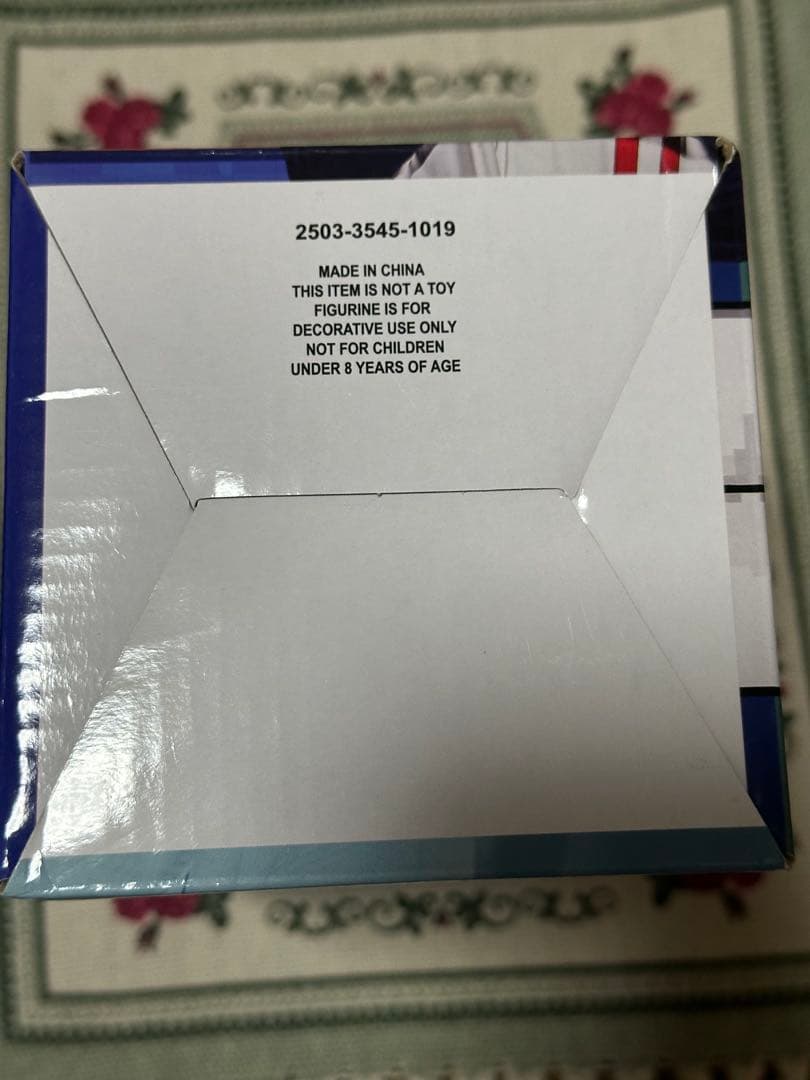 2503-3545-1019
MADE IN CHINA
THIS ITEM IS NOT A TOY
FIGURINE IS FOR
DECORATIVE USE ONLY
NOT FOR CHILDREN
UNDER 8 YEARS OF AGE